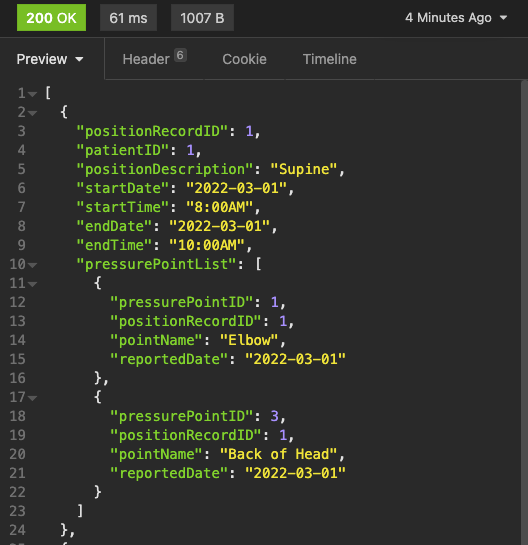 200 OK 61 ms 1007 B 4 Minutes Ago
Preview Header 6 Cookie Timeline
1 [
2 {
3 "positionRecordID": 1,
4 "patientID": 1,
5 "positionDescription": "Supine",
6 "startDate": "2022-03-01",
7 "startTime": "8:00AM",
8 "endDate": "2022-03-01",
9 "endTime": "10:00AM",
10 "pressurePointList": [
11 {
12 "pressurePointID": 1,
13 "positionRecordID": 1,
14 "pointName": "Elbow",
15 "reportedDate": "2022-03-01"
16 },
17 {
18 "pressurePointID": 3,
19 "positionRecordID": 1,
20 "pointName": "Back of Head",
21 "reportedDate": "2022-03-01"
22 }
23 ]
24 },